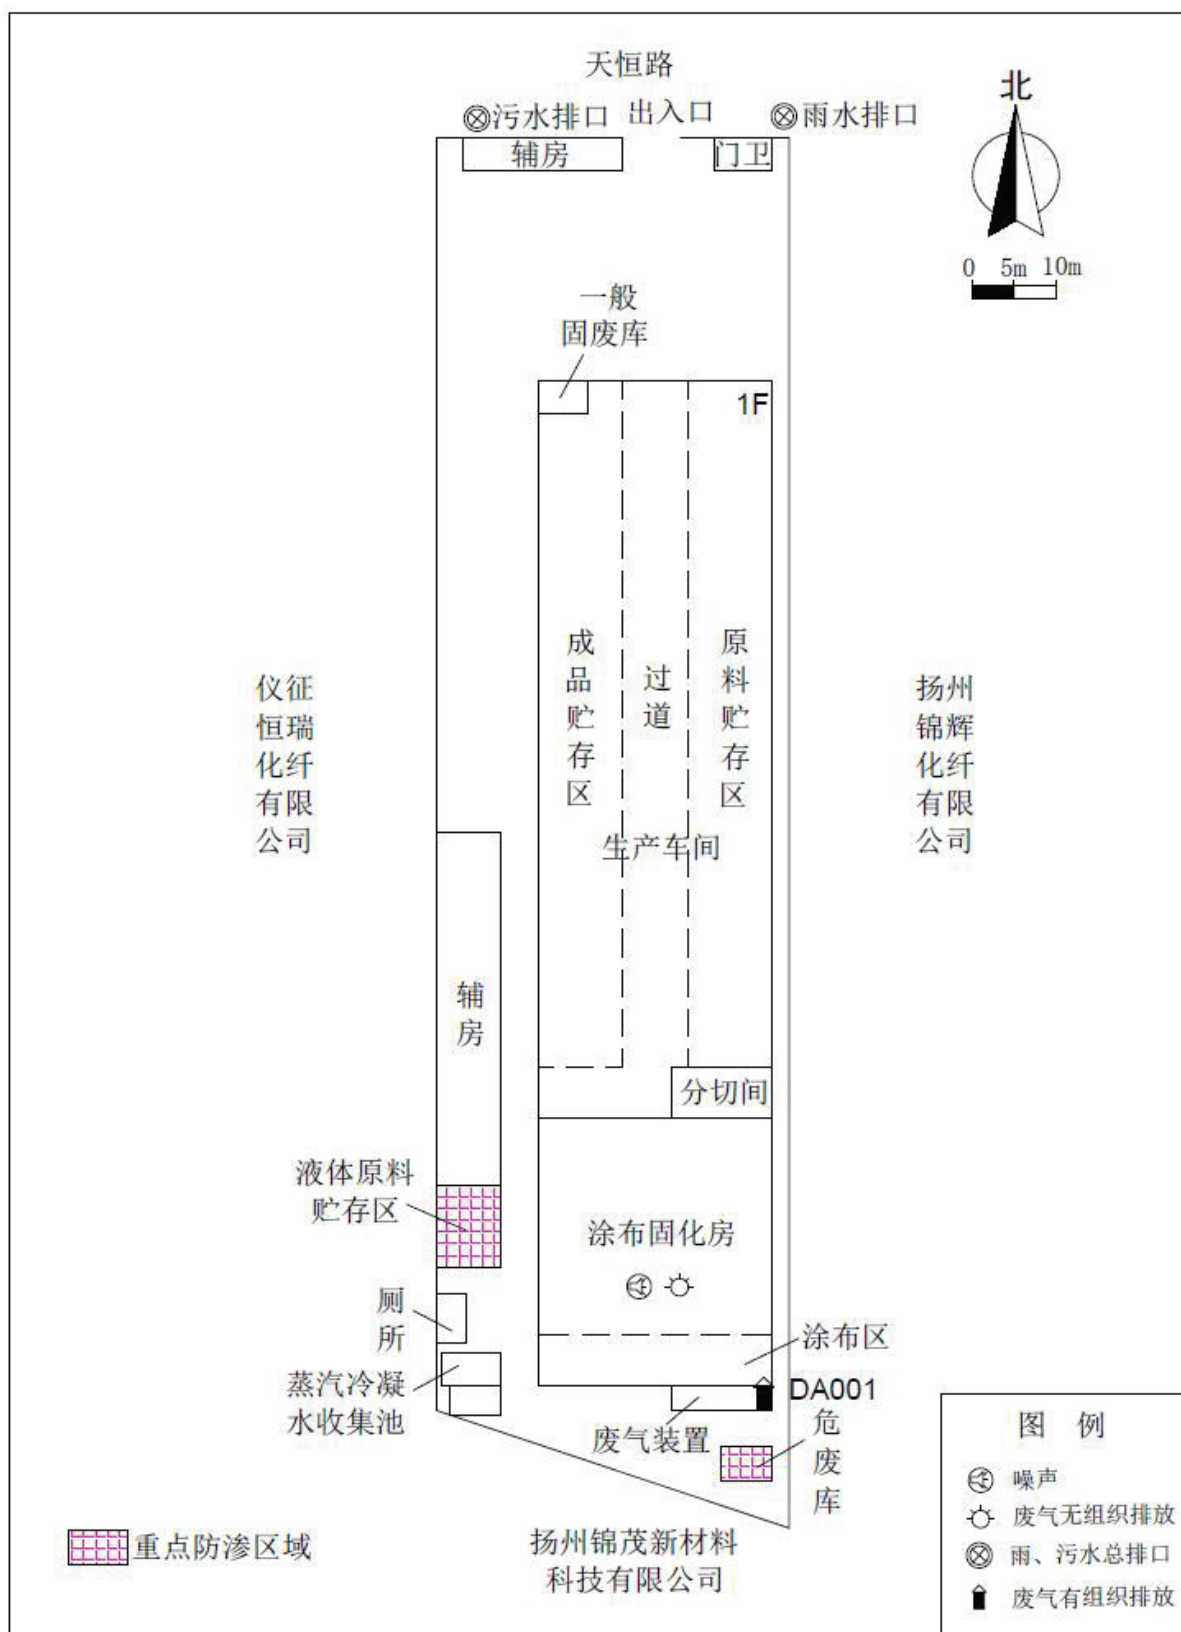 天恒路
污水排口
出入口
雨水排口
北
辅房
门卫
0 5m 10m
一般
固废库
1F
成品贮存区
过道
原料贮存区
仪征
恒瑞
化纤
有限
公司
扬州
锦辉
化纤
有限
公司
生产车间
辅房
分切间
液体原料
贮存区
涂布固化房
厕所
涂布区
蒸汽冷凝
水收集池
DA001
废气装置
危废库
重点防渗区域
扬州锦茂新材料
科技有限公司
图 例
噪声
废气无组织排放
雨、污水总排口
废气有组织排放